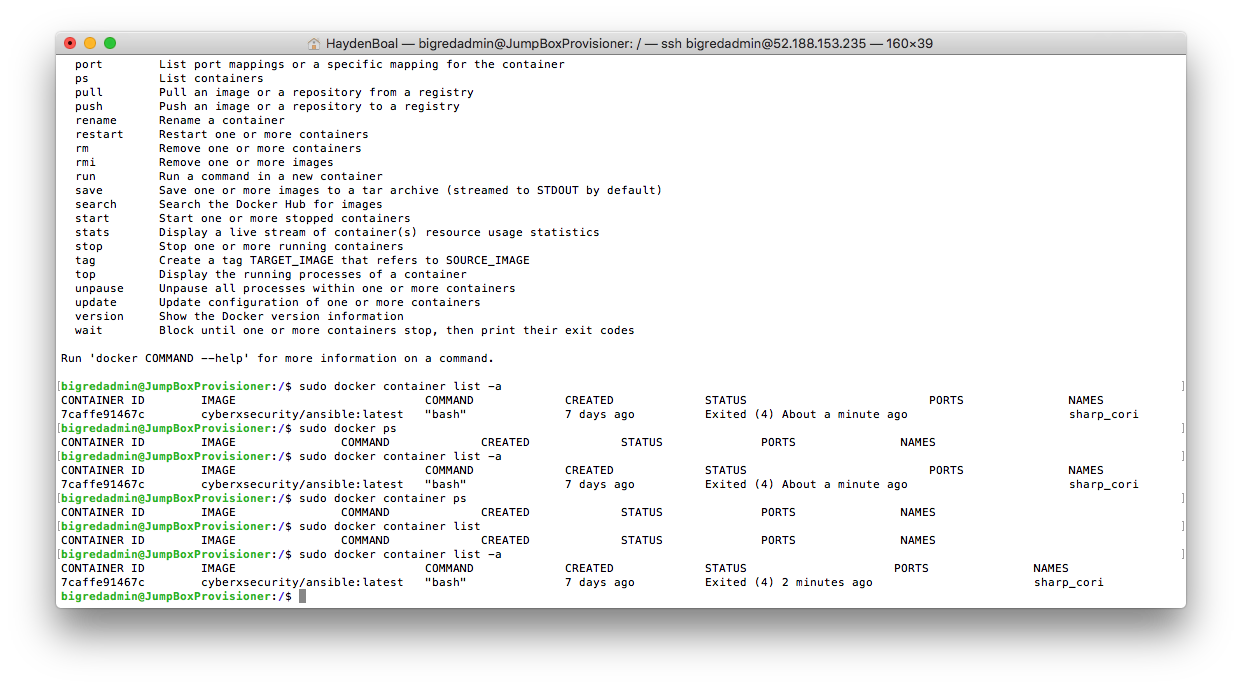 HaydenBoal — bigredadmin@JumpBoxProvisioner: / — ssh bigredadmin@52.188.153.235 — 160×39
port        List port mappings or a specific mapping for the container
ps          List containers
pull        Pull an image or a repository from a registry
push        Push an image or a repository to a registry
rename      Rename a container
restart     Restart one or more containers
rm          Remove one or more containers
rmi         Remove one or more images
run         Run a command in a new container
save        Save one or more images to a tar archive (streamed to STDOUT by default)
search      Search the Docker Hub for images
start       Start one or more stopped containers
stats       Display a live stream of container(s) resource usage statistics
stop        Stop one or more running containers
tag         Create a tag TARGET_IMAGE that refers to SOURCE_IMAGE
top         Display the running processes of a container
unpause     Unpause all processes within one or more containers
update      Update configuration of one or more containers
version     Show the Docker version information
wait        Block until one or more containers stop, then print their exit codes
Run 'docker COMMAND --help' for more information on a command.
[bigredadmin@JumpBoxProvisioner:/$ sudo docker container list -a ]
CONTAINER ID        IMAGE                           COMMAND             CREATED             STATUS                          PORTS               NAMES
7caffe91467c        cyberxsecurity/ansible:latest   "bash"              7 days ago          Exited (4) About a minute ago                       sharp_cori
[bigredadmin@JumpBoxProvisioner:/$ sudo docker ps ]
CONTAINER ID        IMAGE               COMMAND             CREATED             STATUS              PORTS               NAMES
[bigredadmin@JumpBoxProvisioner:/$ sudo docker container list -a ]
CONTAINER ID        IMAGE                           COMMAND             CREATED             STATUS                          PORTS               NAMES
7caffe91467c        cyberxsecurity/ansible:latest   "bash"              7 days ago          Exited (4) About a minute ago                       sharp_cori
[bigredadmin@JumpBoxProvisioner:/$ sudo docker container ps ]
CONTAINER ID        IMAGE               COMMAND             CREATED             STATUS              PORTS               NAMES
[bigredadmin@JumpBoxProvisioner:/$ sudo docker container list ]
CONTAINER ID        IMAGE               COMMAND             CREATED             STATUS              PORTS               NAMES
[bigredadmin@JumpBoxProvisioner:/$ sudo docker container list -a ]
CONTAINER ID        IMAGE                           COMMAND             CREATED             STATUS                     PORTS               NAMES
7caffe91467c        cyberxsecurity/ansible:latest   "bash"              7 days ago          Exited (4) 2 minutes ago                       sharp_cori
bigredadmin@JumpBoxProvisioner:/$